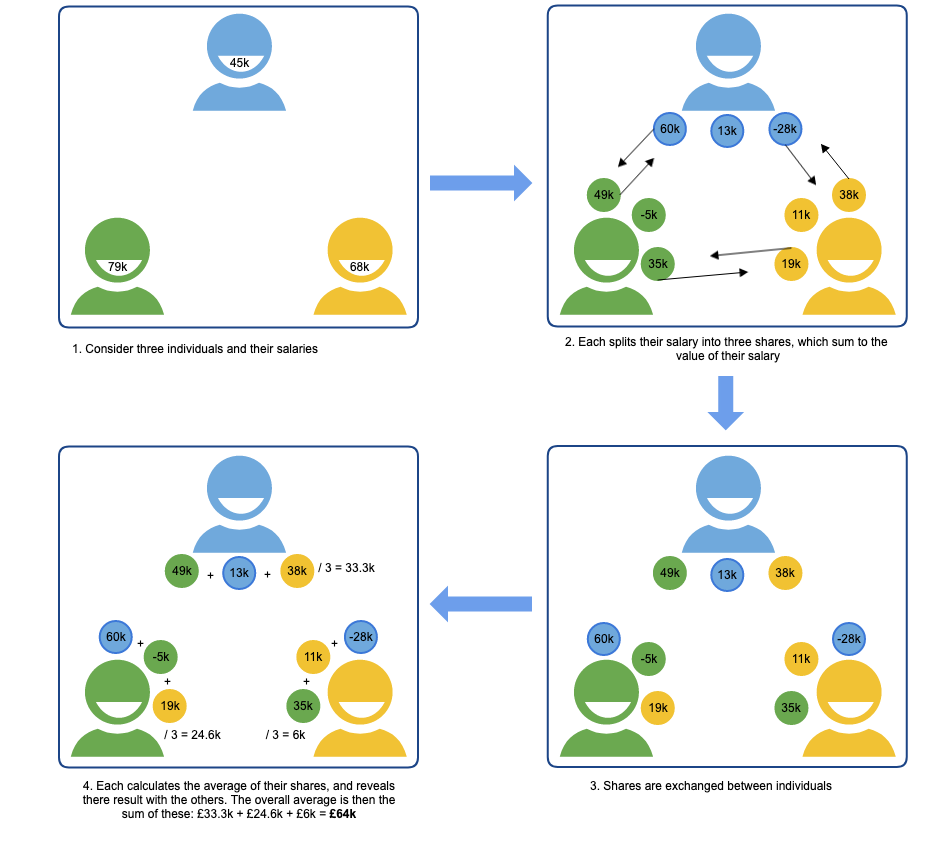 45k
79k
68k
1. Consider three individuals and their salaries
60k
13k
-28k
49k
38k
-5k
11k
35k
19k
2. Each splits their salary into three shares, which sum to the
value of their salary
49k
13k
38k
60k
-28k
-5k
11k
19k
35k
3. Shares are exchanged between individuals
49k + 13k + 38k / 3 = 33.3k
60k +
-5k
+
19k
/ 3 = 24.6k
+ -28k
11k
+
35k
/ 3 = 6k
4. Each calculates the average of their shares, and reveals
there result with the others. The overall average is then the
sum of these: £33.3k + £24.6k + £6k = £64k